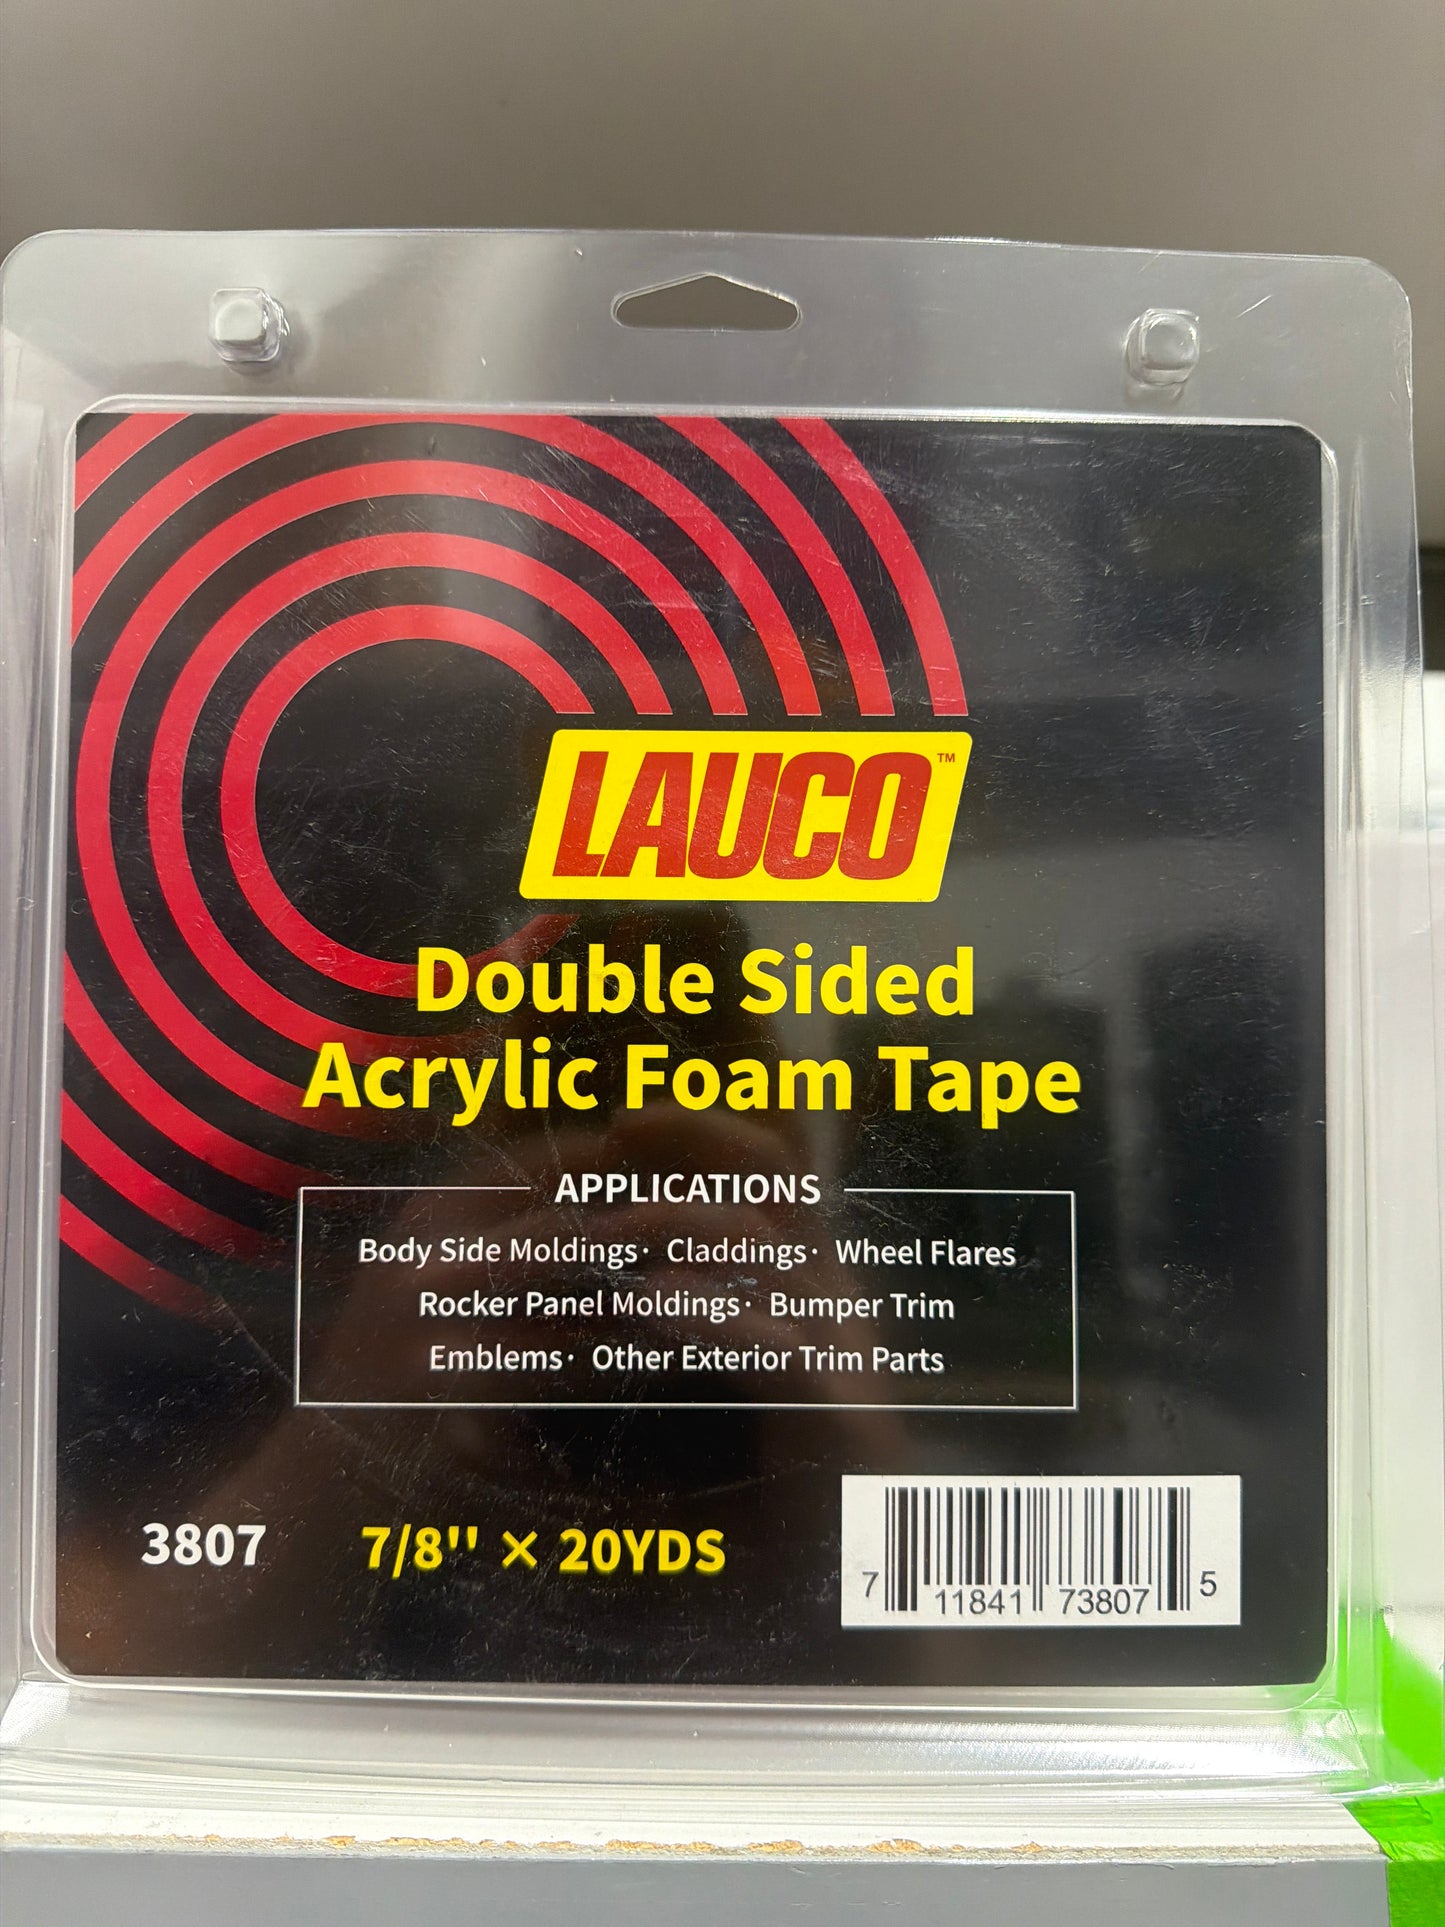 LAUCO™
Double Sided
Acrylic Foam Tape
APPLICATIONS
Body Side Moldings· Claddings· Wheel Flares
Rocker Panel Moldings· Bumper Trim
Emblems· Other Exterior Trim Parts
3807 7/8'' × 20YDS
7 11841 73807 5